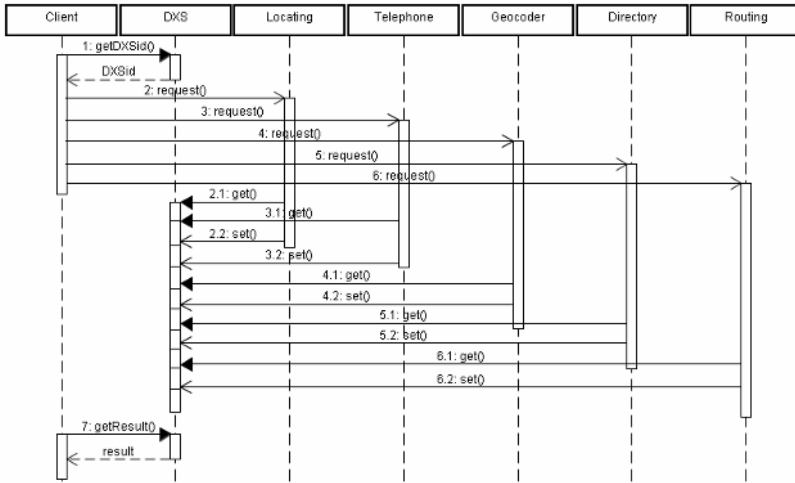 Client DXS Locating Telephone Geocoder Directory Routing
1: getDXSid()
DXSid
2: request()
3: request()
4: request()
5: request()
6: request()
2.1: get()
3.1: get()
2.2: set()
3.2: set()
4.1: get()
4.2: set()
5.1: get()
5.2: set()
6.1: get()
6.2: set()
7: getResult()
result